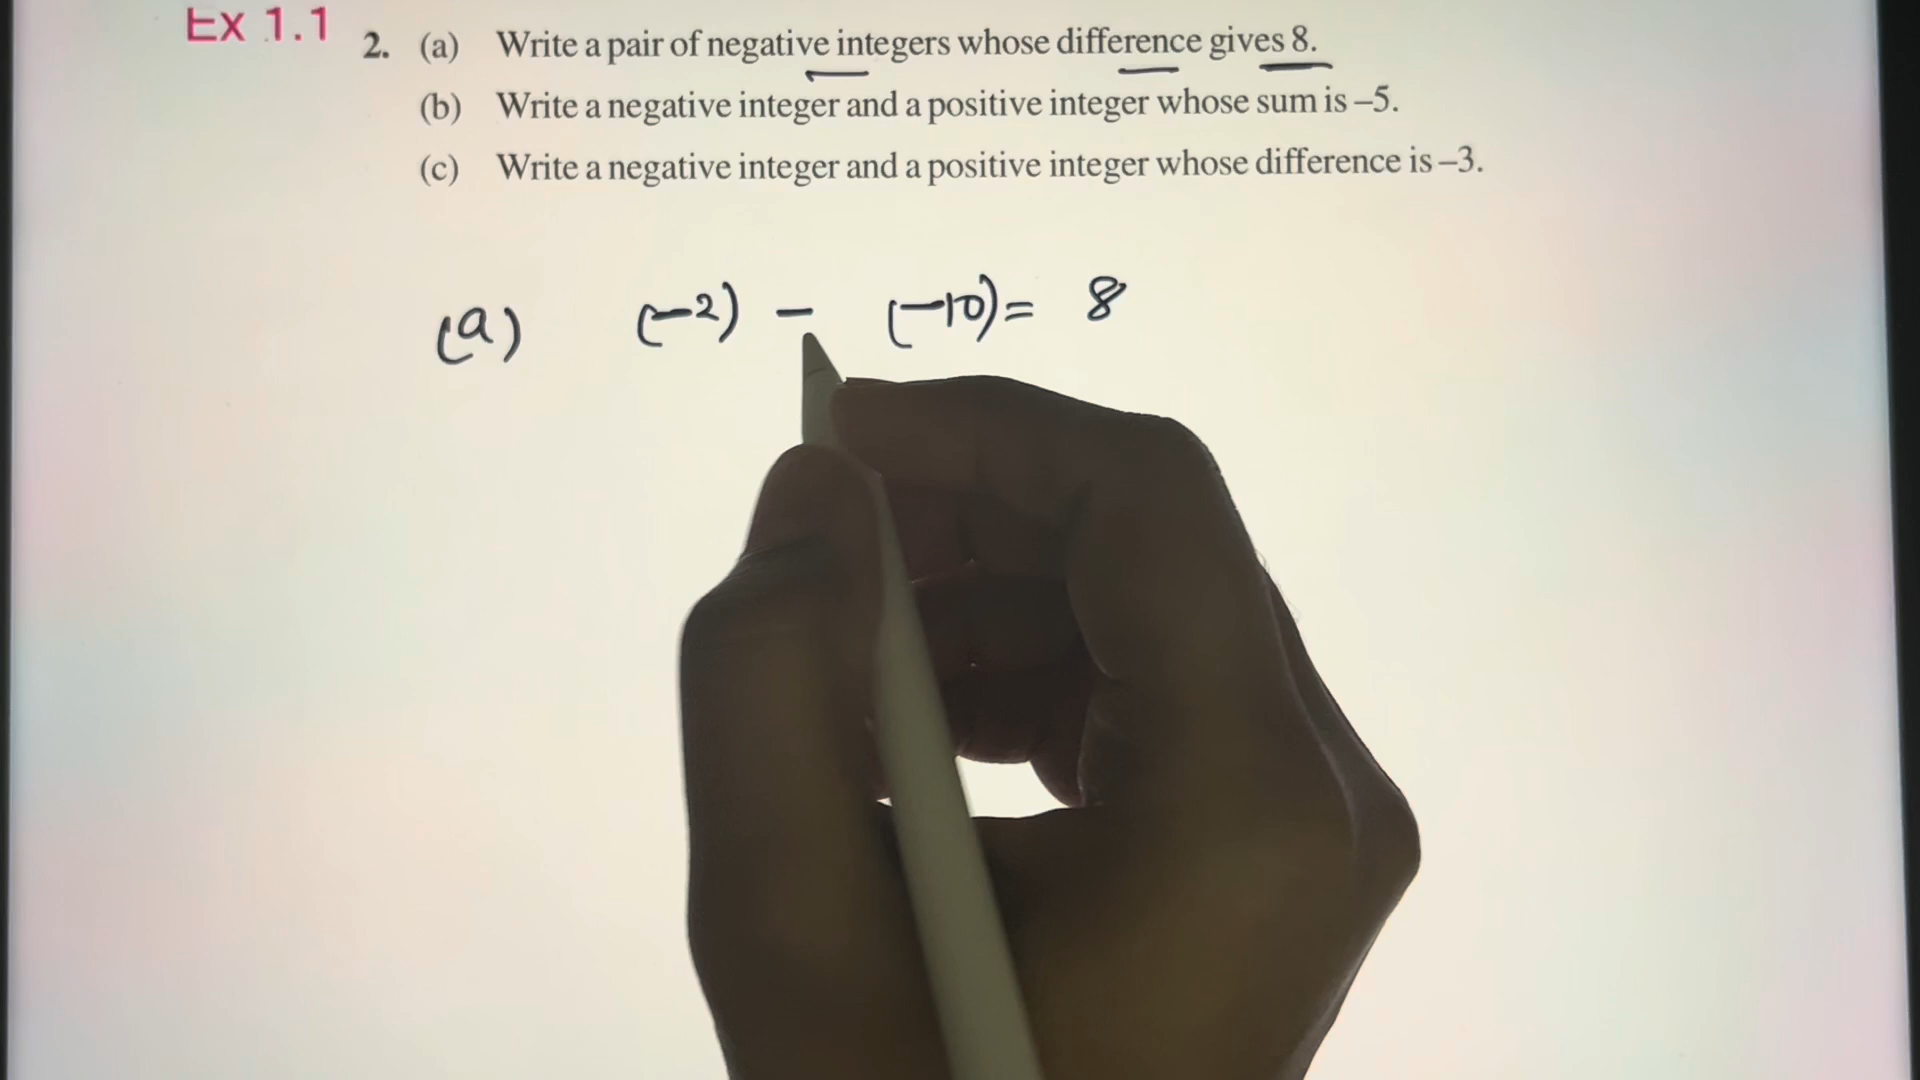 Ex 1.1
2. (a) Write a pair of negative integers whose difference gives 8.
(b) Write a negative integer and a positive integer whose sum is –5.
(c) Write a negative integer and a positive integer whose difference is –3.
(a) (-2) - (-10) = 8